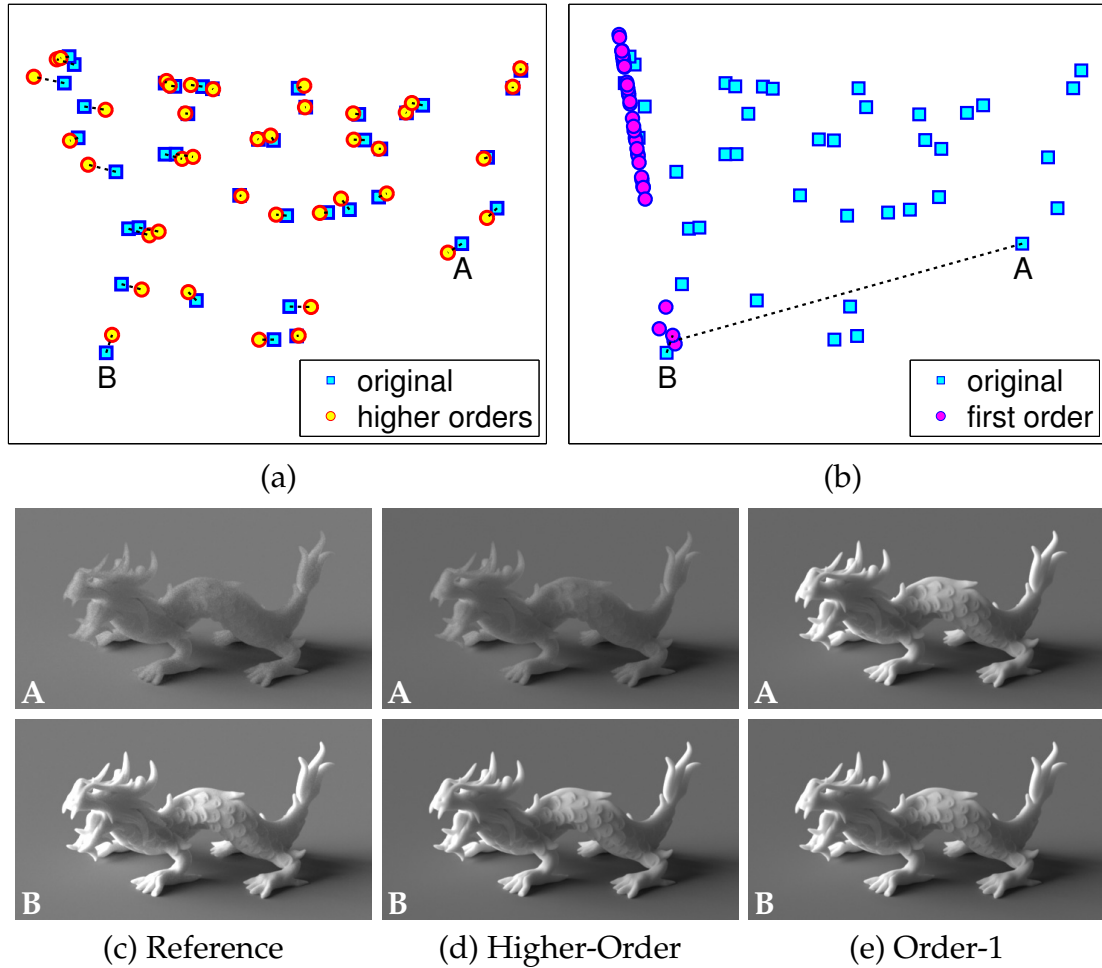 A
B
original
higher orders
(a)
A
B
original
first order
(b)
A
A
A
B
B
B
(c) Reference
(d) Higher-Order
(e) Order-1